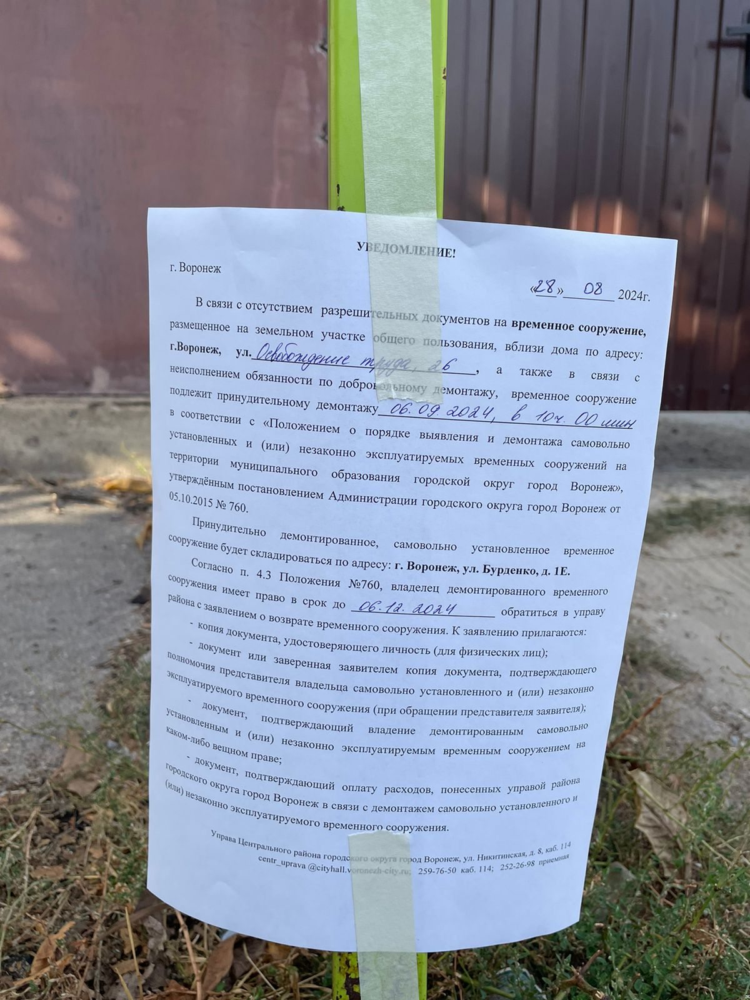 УВЕДОМЛЕНИЕ!
г. Воронеж
«28» 08 2024г.
В связи с отсутствием разрешительных документов на временное сооружение,
размещенное на земельном участке общего пользования, вблизи дома по адресу:
г.Воронеж, ул. Освобождение труда, 26, а также в связи с
неисполнением обязанности по добровольному демонтажу, временное сооружение
подлежит принудительному демонтажу 06.09.2024, в 10ч. 00 мин
в соответствии с «Положением о порядке выявления и демонтажа самовольно
установленных и (или) незаконно эксплуатируемых временных сооружений на
территории муниципального образования городской округ город Воронеж»,
утверждённым постановлением Администрации городского округа город Воронеж от
05.10.2015 № 760.
Принудительно демонтированное, самовольно установленное временное
сооружение будет складироваться по адресу: г. Воронеж, ул. Бурденко, д. 1Е.
Согласно п. 4.3 Положения №760, владелец демонтированного временного
сооружения имеет право в срок до 06.12.2024 обратиться в управу
района с заявлением о возврате временного сооружения. К заявлению прилагаются:
- копия документа, удостоверяющего личность (для физических лиц);
- документ или заверенная заявителем копия документа, подтверждающего
полномочия представителя владельца самовольно установленного и (или) незаконно
эксплуатируемого временного сооружения (при обращении представителя заявителя);
- документ, подтверждающий владение демонтированным самовольно
установленным и (или) незаконно эксплуатируемым временным сооружением на
каком-либо вещном праве;
- документ, подтверждающий оплату расходов, понесенных управой района
городского округа город Воронеж в связи с демонтажем самовольно установленного и
(или) незаконно эксплуатируемого временного сооружения.
Управа Центрального района городского округа город Воронеж, ул. Никитинская, д. 8, каб. 114
centr_uprava @cityhall.voronezh-city.ru; 259-76-50 каб. 114; 252-26-98 приемная